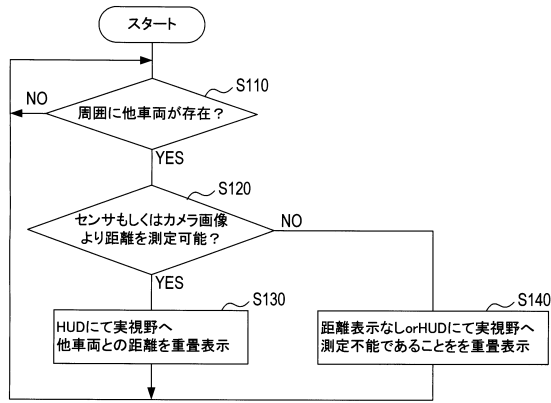 スタート
S110
周囲に他車両が存在？
NO
YES
S120
センサもしくはカメラ画像
より距離を測定可能？
NO
YES
S130
HUDにて実視野へ
他車両との距離を重畳表示
S140
距離表示なしorHUDにて実視野へ
測定不能であることをを重畳表示